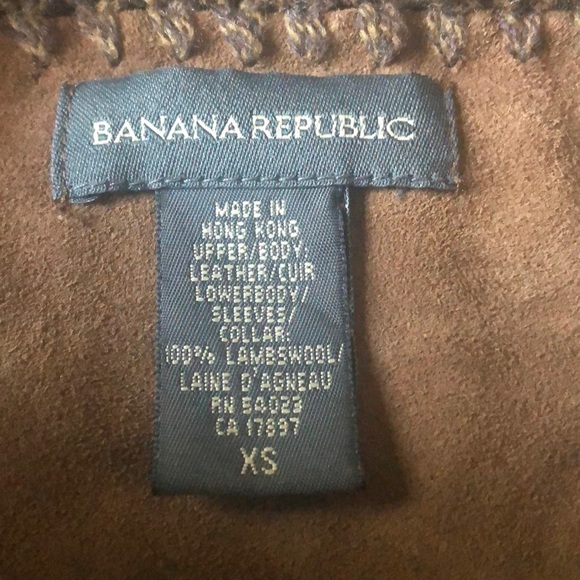 BANANA REPUBLIC
MADE IN
HONG KONG
UPPER/BODY:
LEATHER/CUIR
LOWERBODY/
SLEEVES/
COLLAR:
100% LAMBSWOOL/
LAINE D'AGNEAU
RN 54023
CA 17897
XS